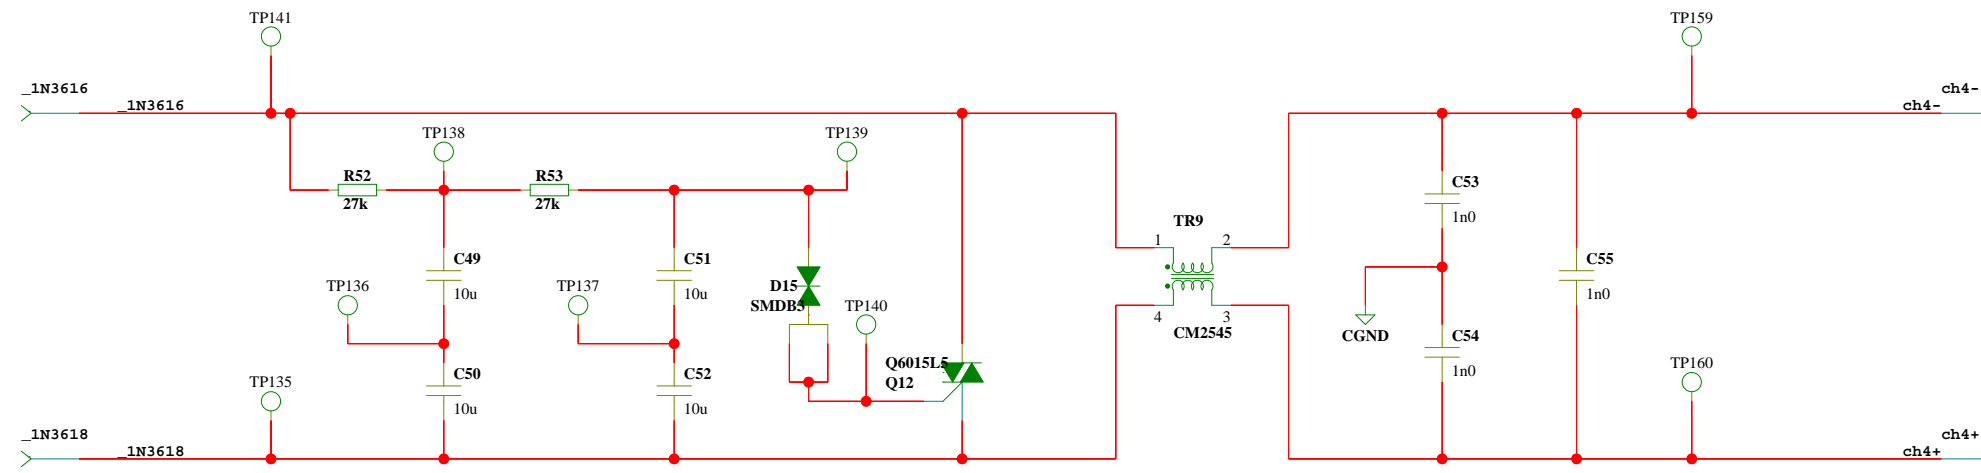 TP141
TP159
_1N3616
_1N3616
ch4-
ch4-
TP138
TP139
R52
27k
R53
27k
C53
1n0
TR9
1
2
4
3
CM2545
C49
10u
C51
10u
C55
1n0
TP136
TP137
D15
SMDB3
TP140
CGND
C54
1n0
Q6015L5
Q12
TP135
C50
10u
C52
10u
TP160
_1N3618
_1N3618
ch4+
ch4+